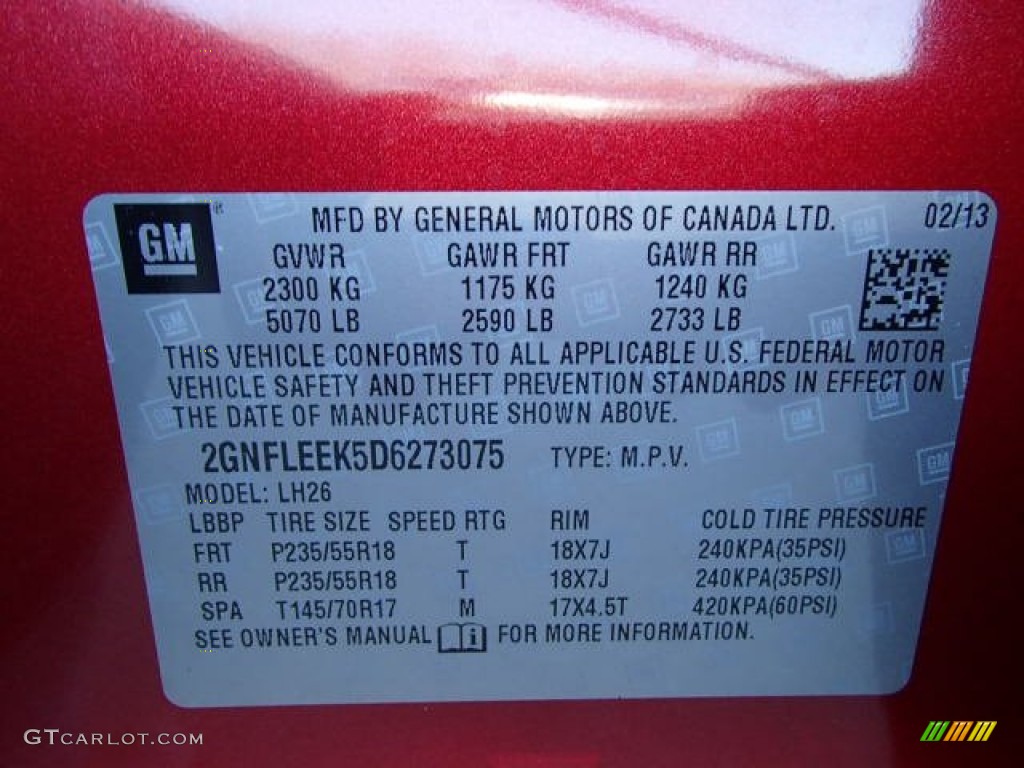 GM®
MFD BY GENERAL MOTORS OF CANADA LTD. 02/13
GVWR GAWR FRT GAWR RR
2300 KG 1175 KG 1240 KG
5070 LB 2590 LB 2733 LB
THIS VEHICLE CONFORMS TO ALL APPLICABLE U.S. FEDERAL MOTOR
VEHICLE SAFETY AND THEFT PREVENTION STANDARDS IN EFFECT ON
THE DATE OF MANUFACTURE SHOWN ABOVE.
2GNFLEEK5D6273075 TYPE: M.P.V.
MODEL: LH26
LBBP TIRE SIZE SPEED RTG RIM COLD TIRE PRESSURE
FRT P235/55R18 T 18X7J 240KPA(35PSI)
RR P235/55R18 T 18X7J 240KPA(35PSI)
SPA T145/70R17 M 17X4.5T 420KPA(60PSI)
SEE OWNER'S MANUAL i FOR MORE INFORMATION.
GTCARLOT.COM